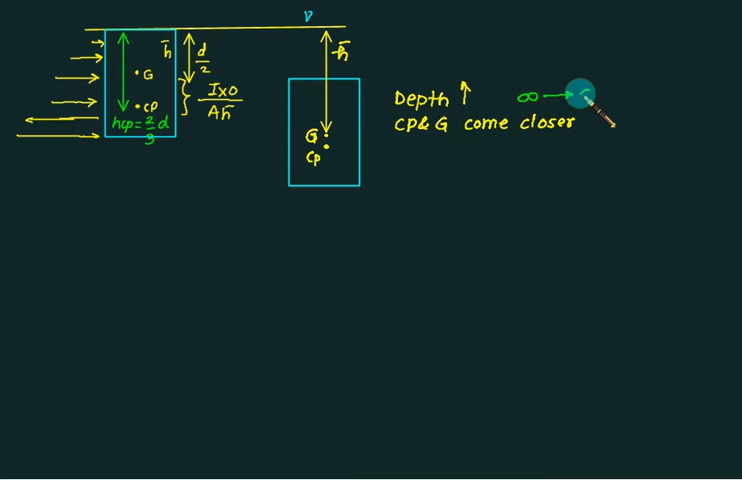 h̄
d/2
G
CP
Ixo/Ah̄
hcp = 2/3 d
h̄
G
Cp
Depth ↑ ∞ →
CP & G come closer